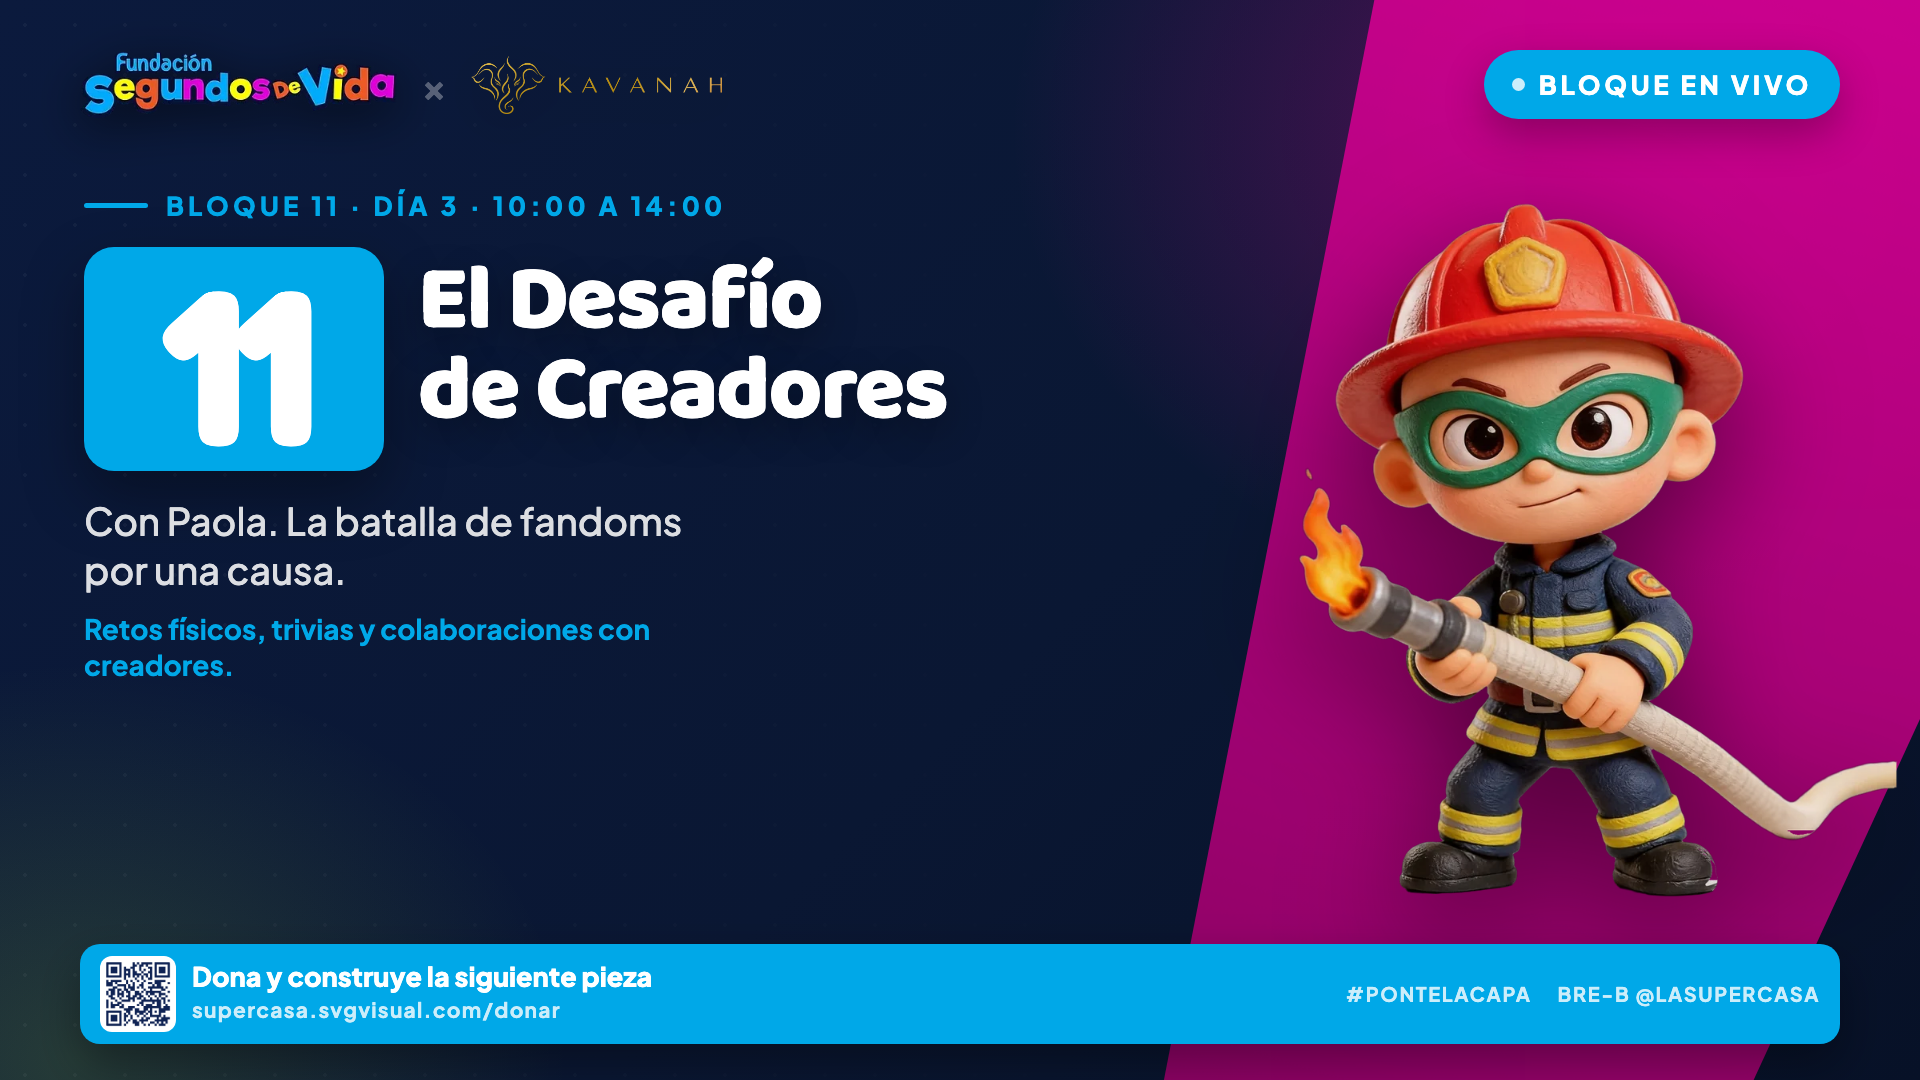 Fundación
Segundos DE Vida
×
KAVANAH
BLOQUE EN VIVO
BLOQUE 11 · DÍA 3 · 10:00 A 14:00
11
El Desafío
de Creadores
Con Paola. La batalla de fandoms
por una causa.
Retos físicos, trivias y colaboraciones con
creadores.
Dona y construye la siguiente pieza
supercasa.svgvisual.com/donar
#PONTELACAPA BRE-B @LASUPERCASA